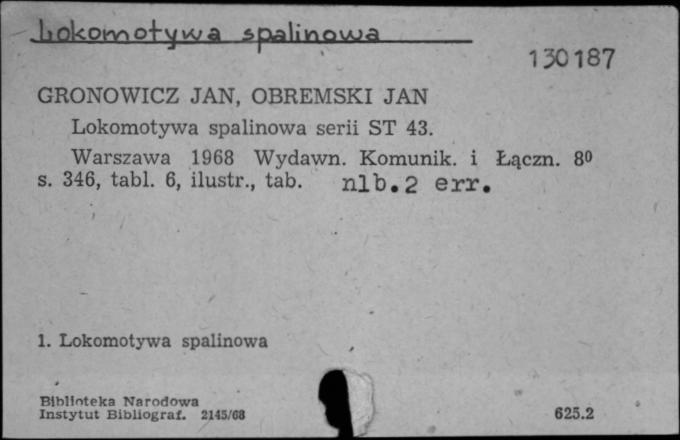 Lokomotywa spalinowa
130187
GRONOWICZ JAN, OBREMSKI JAN
Lokomotywa spalinowa serii ST 43.
Warszawa 1968 Wydawn. Komunik. i Łączn. 8⁰
s. 346, tabl. 6, ilustr., tab. nlb.2 err.
1. Lokomotywa spalinowa
Biblioteka Narodowa
Instytut Bibliograf. 2145/68
625.2